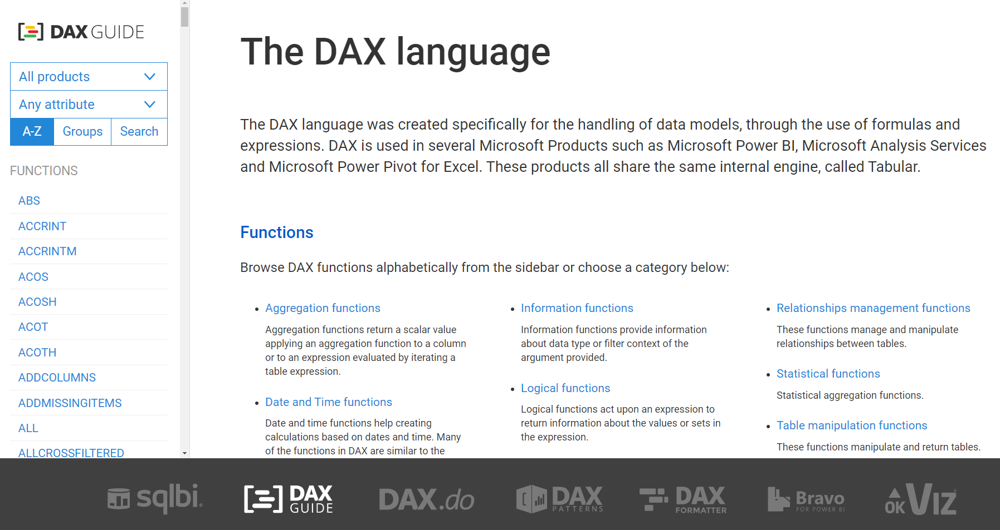 DAX GUIDE
All products
Any attribute
A-Z Groups Search
FUNCTIONS
ABS
ACCRINT
ACCRINTM
ACOS
ACOSH
ACOT
ACOTH
ADDCOLUMNS
ADDMISSINGITEMS
ALL
ALLCROSSFILTERED
The DAX language
The DAX language was created specifically for the handling of data models, through the use of formulas and
expressions. DAX is used in several Microsoft Products such as Microsoft Power BI, Microsoft Analysis Services
and Microsoft Power Pivot for Excel. These products all share the same internal engine, called Tabular.
Functions
Browse DAX functions alphabetically from the sidebar or choose a category below:
Aggregation functions
Aggregation functions return a scalar value
applying an aggregation function to a column
or to an expression evaluated by iterating a
table expression.
Date and Time functions
Date and time functions help creating
calculations based on dates and time. Many
of the functions in DAX are similar to the
Information functions
Information functions provide information
about data type or filter context of the
argument provided.
Logical functions
Logical functions act upon an expression to
return information about the values or sets in
the expression.
Relationships management functions
These functions manage and manipulate
relationships between tables.
Statistical functions
Statistical aggregation functions.
Table manipulation functions
These functions manipulate and return tables.
sqlbi®
DAX
GUIDE
DAX.do
DAX
PATTERNS
DAX
FORMATTER
Bravo
FOR POWER BI
OK VIZ®